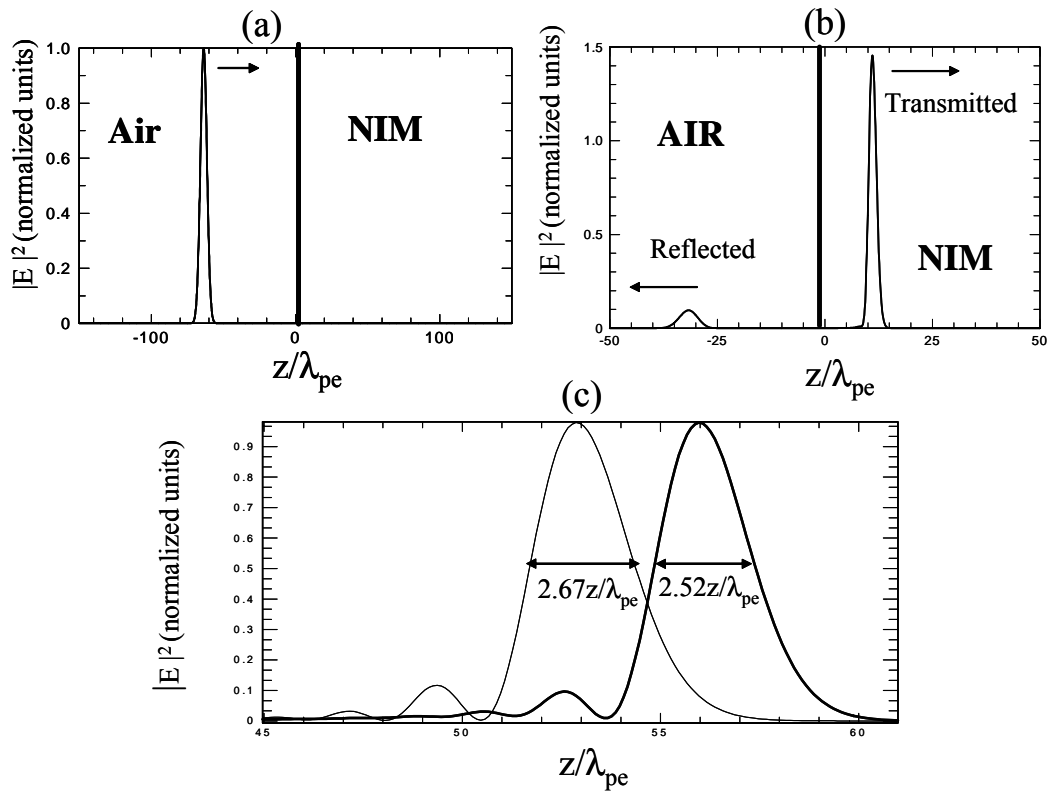 (a)
|E |² (normalized units)
1.0
0.8
0.6
0.4
0.2
0
Air
NIM
-100
0
100
z/λpe
(b)
|E |² (normalized units)
1.5
1.0
0.5
0
AIR
Transmitted
Reflected
NIM
-50
-25
0
25
50
z/λpe
(c)
|E |² (normalized units)
0.9
0.8
0.7
0.6
0.5
0.4
0.3
0.2
0.1
0
2.67z/λpe
2.52z/λpe
45
50
55
60
z/λpe